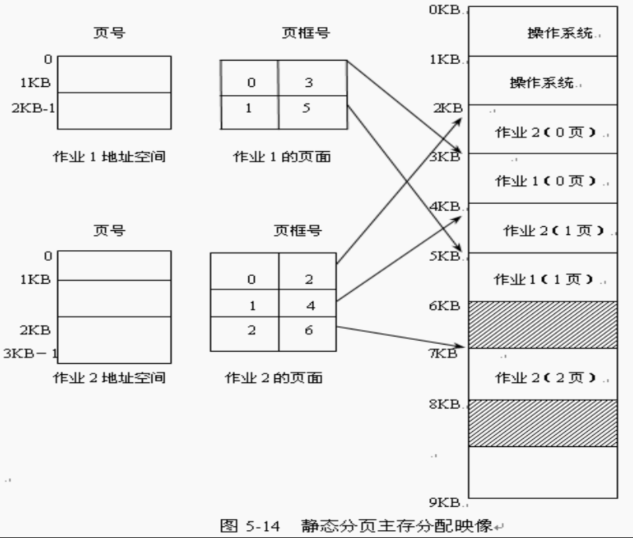 页号
页框号
0KB
操作系统
0
1KB
2KB-1
0 3
1 5
1KB
操作系统
2KB
作业2(0页)
作业1地址空间
作业1的页面
3KB
作业1(0页)
4KB
页号
页框号
作业2(1页)
0
1KB
2KB
3KB-1
0 2
1 4
2 6
5KB
作业1(1页)
6KB
7KB
作业2地址空间
作业2的页面
作业2(2页)
8KB
9KB
图 5-14 静态分页主存分配映像